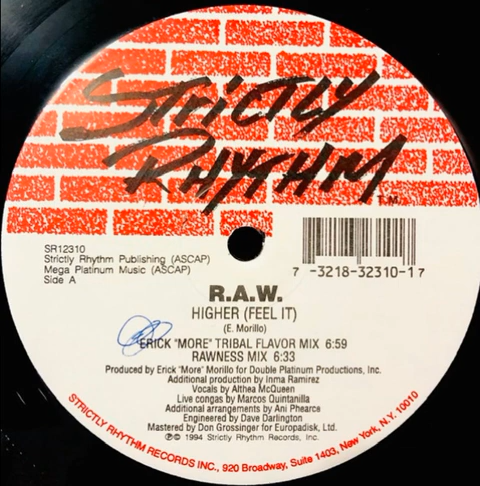 STRICTLY
RHYTHM
T.M.
SR12310
Strictly Rhythm Publishing (ASCAP)
Mega Platinum Music (ASCAP)
Side A
7 -3218-32310-1 7
R.A.W.
HIGHER (FEEL IT)
(E. Morillo)
ERICK "MORE" TRIBAL FLAVOR MIX 6:59
RAWNESS MIX 6:33
Produced by Erick "More" Morillo for Double Platinum Productions, Inc.
Additional production by Inma Ramirez
Vocals by Althea McQueen
Live congas by Marcos Quintanilla
Additional arrangements by Ani Phearce
Engineered by Dave Darlington
Mastered by Don Grossinger for Europadisk, Ltd.
℗© 1994 Strictly Rhythm Records, Inc.
STRICTLY RHYTHM RECORDS INC., 920 Broadway, Suite 1403, New York, N.Y. 10010